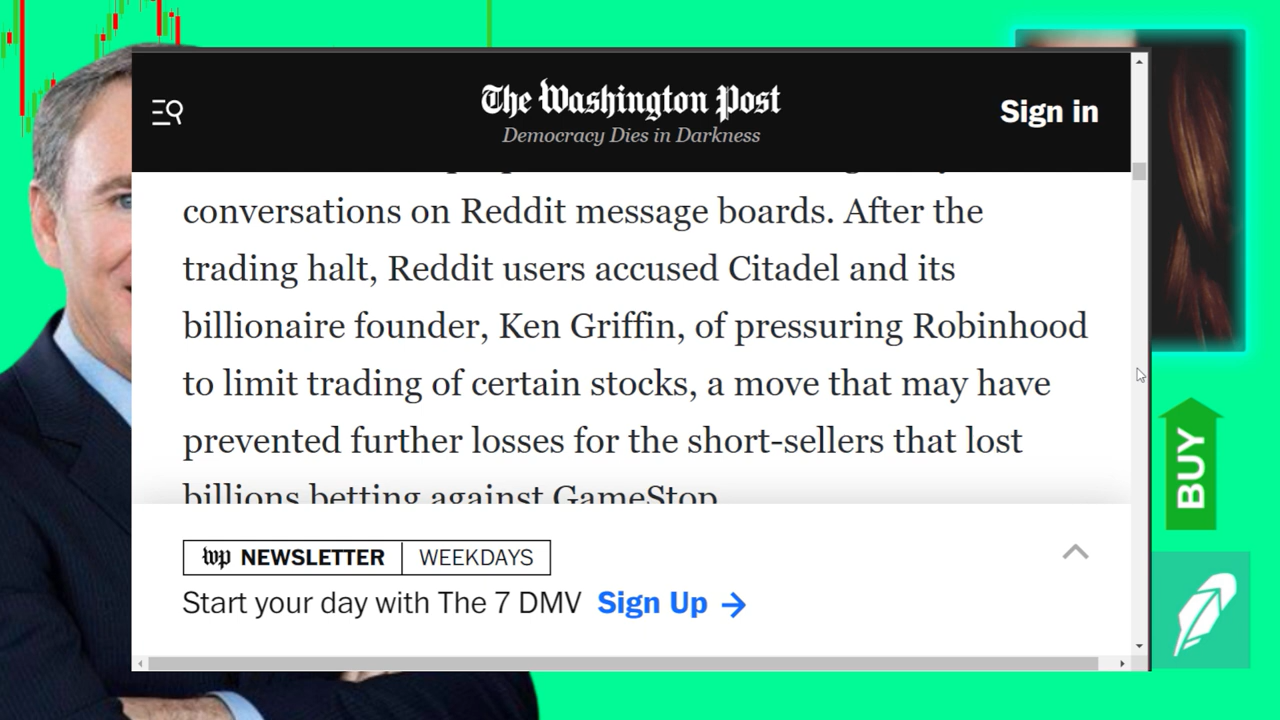 The Washington Post
Democracy Dies in Darkness
Sign in
conversations on Reddit message boards. After the
trading halt, Reddit users accused Citadel and its
billionaire founder, Ken Griffin, of pressuring Robinhood
to limit trading of certain stocks, a move that may have
prevented further losses for the short-sellers that lost
billions betting against GameStop.
wp NEWSLETTER WEEKDAYS
Start your day with The 7 DMV Sign Up →
BUY